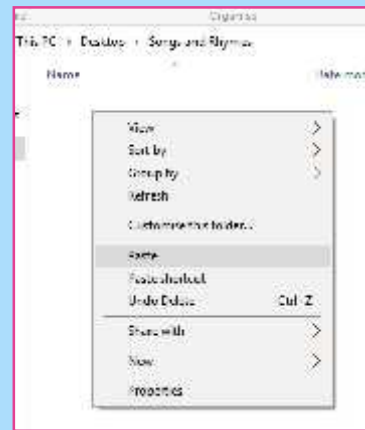 Organise
This PC › Desktop › Songs and Rhymes
Name Date mod
View
Sort by
Group by
Refresh
Customise this folder...
Paste
Paste shortcut
Undo Delete Ctrl+Z
Share with
New
Properties